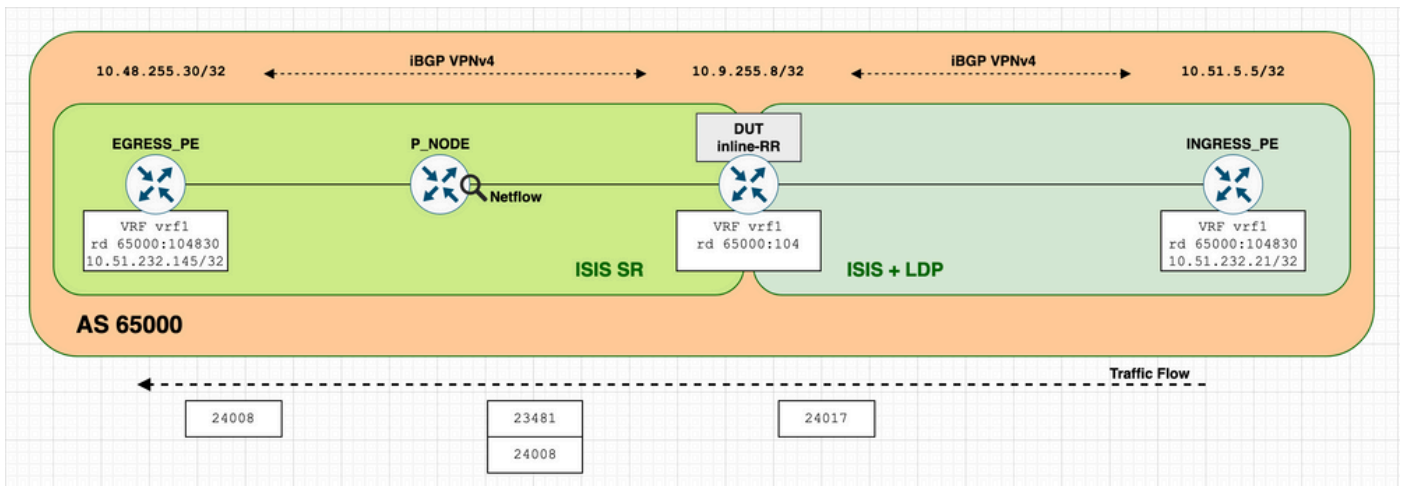 10.48.255.30/32
iBGP VPNv4
10.9.255.8/32
iBGP VPNv4
10.51.5.5/32
EGRESS_PE
P_NODE
DUT
inline-RR
INGRESS_PE
Netflow
VRF vrf1
rd 65000:104830
10.51.232.145/32
VRF vrf1
rd 65000:104
VRF vrf1
rd 65000:104830
10.51.232.21/32
ISIS SR
ISIS + LDP
AS 65000
Traffic Flow
24008
23481
24008
24017